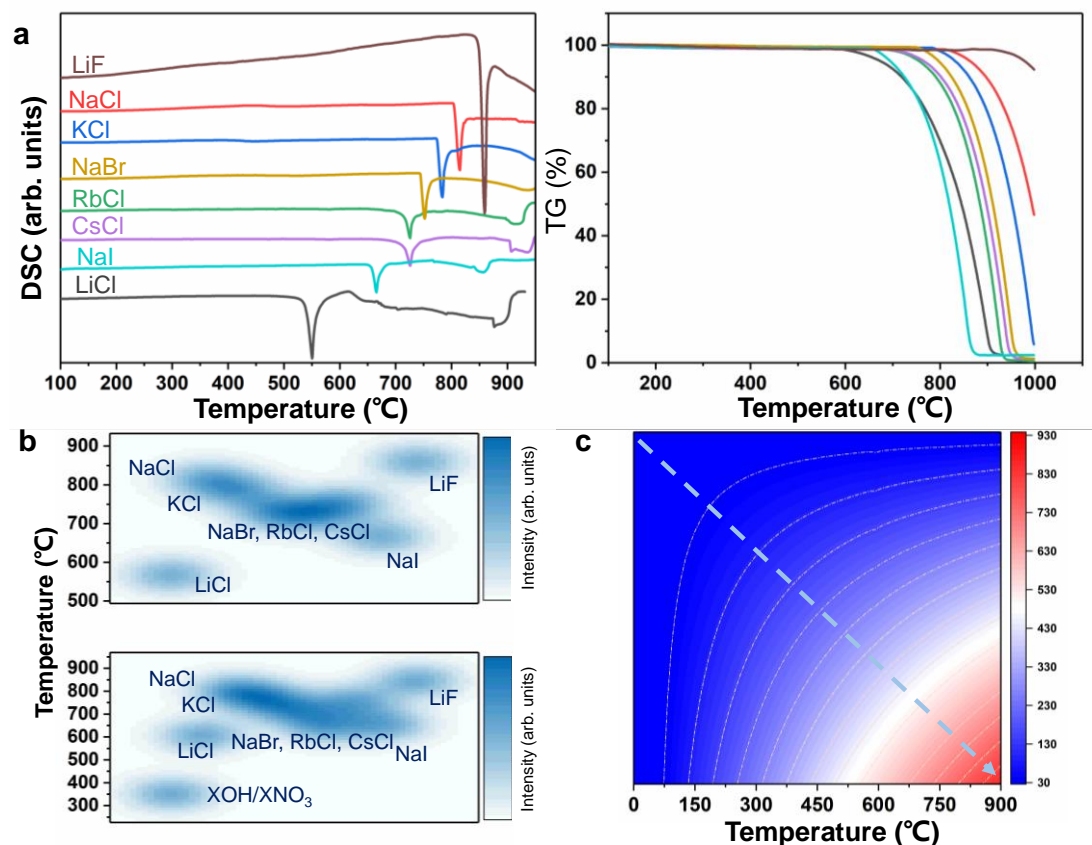 a
DSC (arb. units)
LiF
NaCl
KCl
NaBr
RbCl
CsCl
NaI
LiCl
100 200 300 400 500 600 700 800 900
Temperature (℃)
TG (%)
100
80
60
40
20
0
200 400 600 800 1000
Temperature (℃)
b
Temperature (℃)
900
800
700
600
500
NaCl
KCl
NaBr, RbCl, CsCl
LiF
NaI
LiCl
Intensity (arb. units)
900
800
700
600
500
400
300
NaCl
KCl
LiCl
NaBr, RbCl, CsCl
LiF
NaI
XOH/XNO₃
Intensity (arb. units)
c
0 150 300 450 600 750 900
Temperature (℃)
930
830
730
630
530
430
330
230
130
30